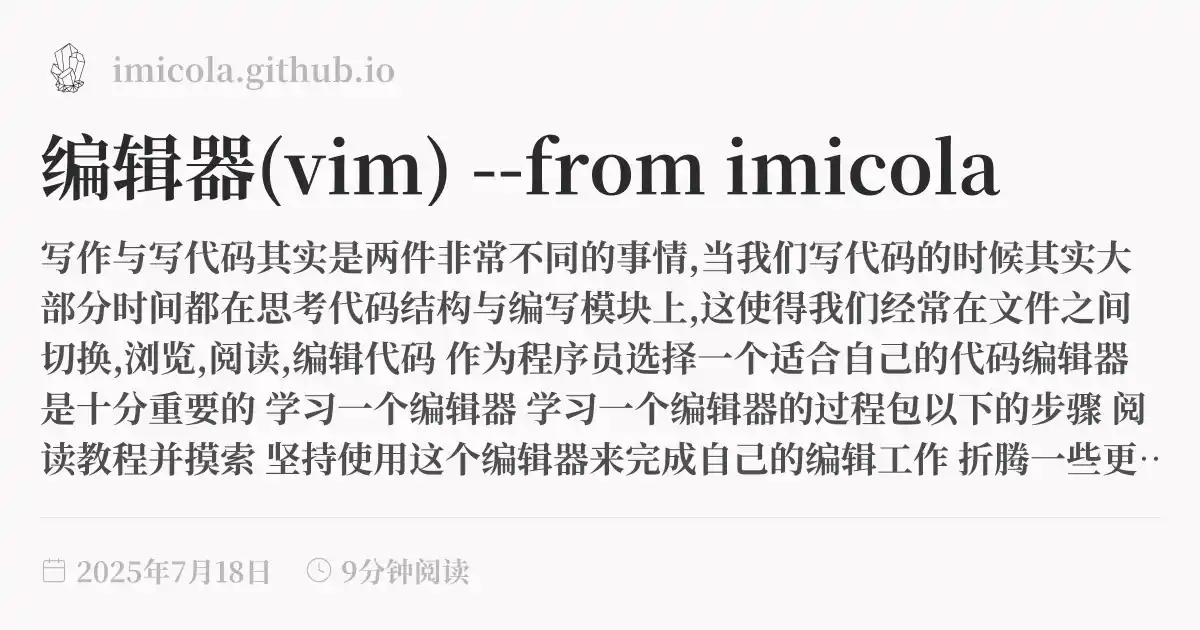 imicola.github.io
编辑器(vim) --from imicola
写作与写代码其实是两件非常不同的事情,当我们写代码的时候其实大
部分时间都在思考代码结构与编写模块上,这使得我们经常在文件之间
切换,浏览,阅读,编辑代码 作为程序员选择一个适合自己的代码编辑器
是十分重要的 学习一个编辑器 学习一个编辑器的过程包以下的步骤 阅
读教程并摸索 坚持使用这个编辑器来完成自己的编辑工作 折腾一些更··
2025年7月18日
9分钟阅读